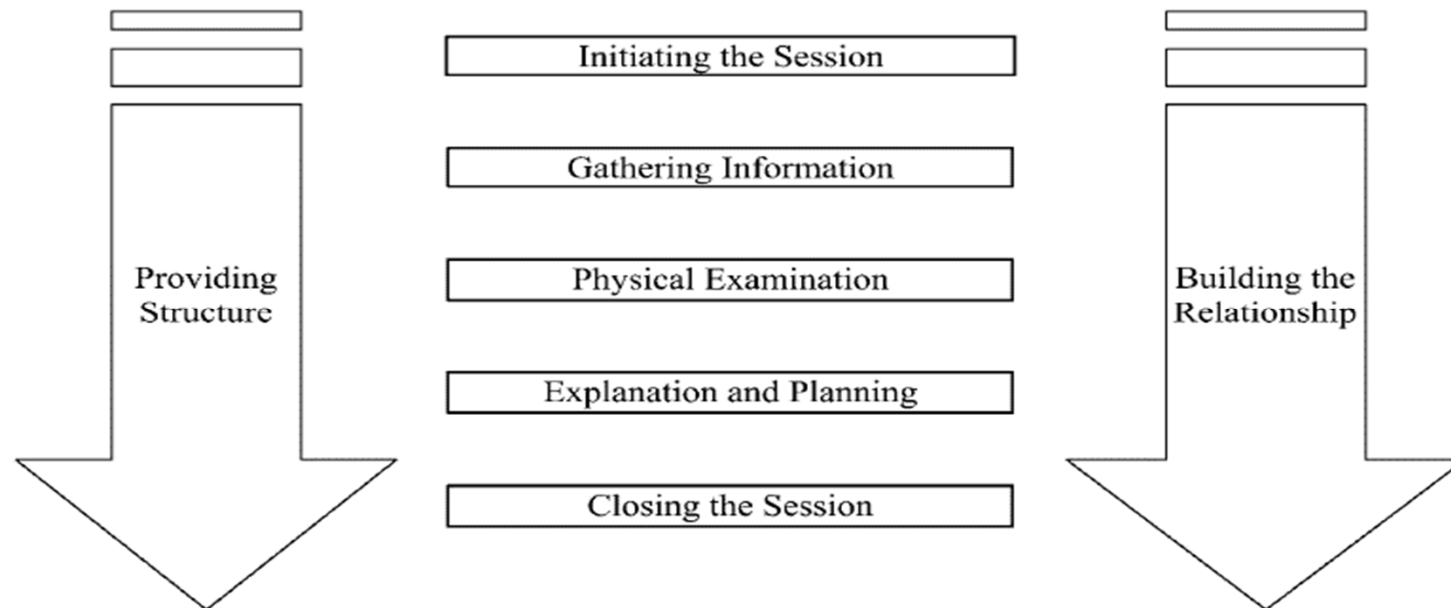 Initiating the Session
Gathering Information
Providing
Structure
Physical Examination
Building the
Relationship
Explanation and Planning
Closing the Session